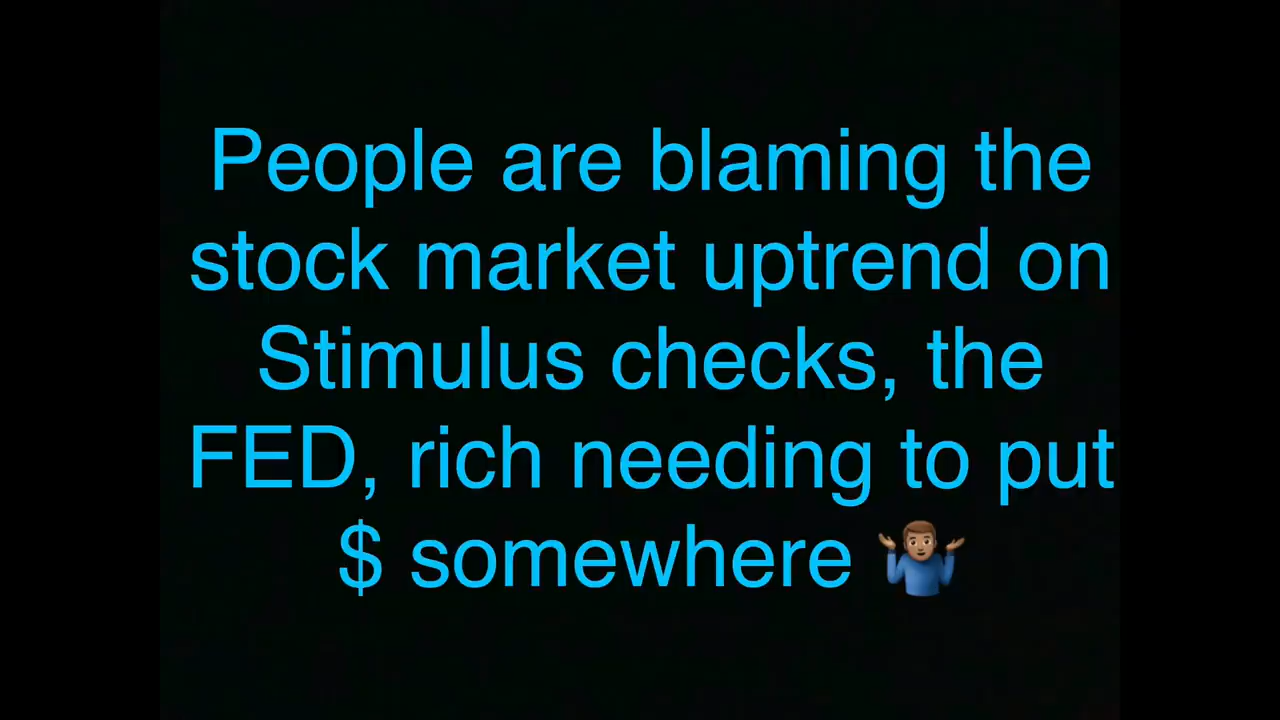 People are blaming the
stock market uptrend on
Stimulus checks, the
FED, rich needing to put
$ somewhere 🤷🏽‍♂️